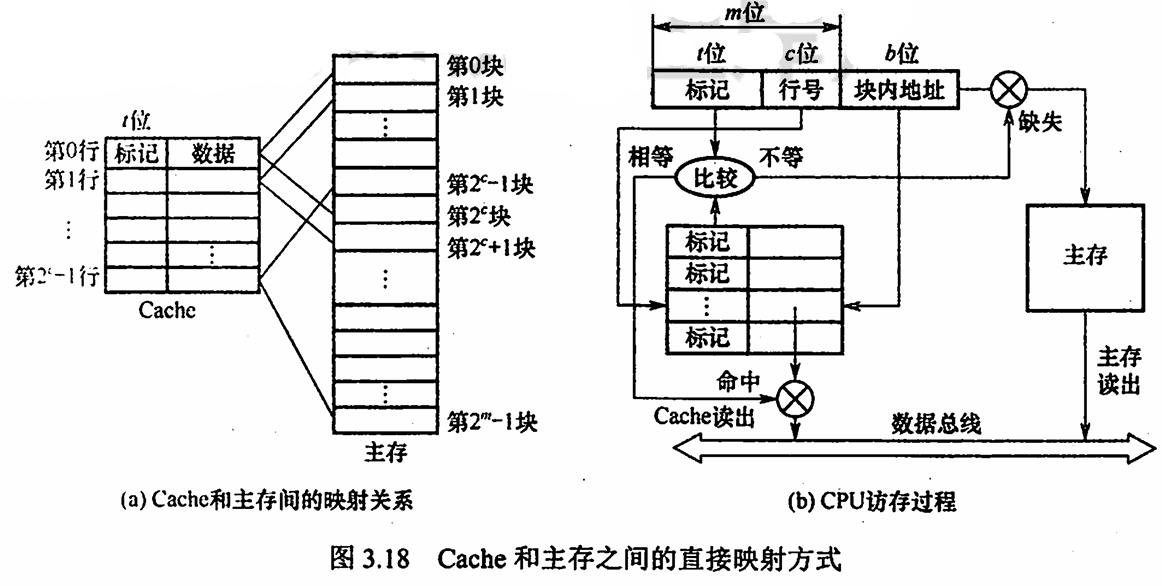 第0块
第1块
⋮
第2ᶜ−1块
第2ᶜ块
第2ᶜ+1块
⋮
⋮
第2ᵐ−1块
主存
t位
第0行 标记 数据
第1行
⋮
⋮
第2ᶜ−1行
Cache
(a) Cache和主存间的映射关系
m位
t位 c位 b位
标记 行号 块内地址
缺失
相等 不等
比较
标记
标记
⋮
标记
主存
命中
Cache读出
主存
读出
数据总线
(b) CPU访存过程
图 3.18 Cache 和主存之间的直接映射方式